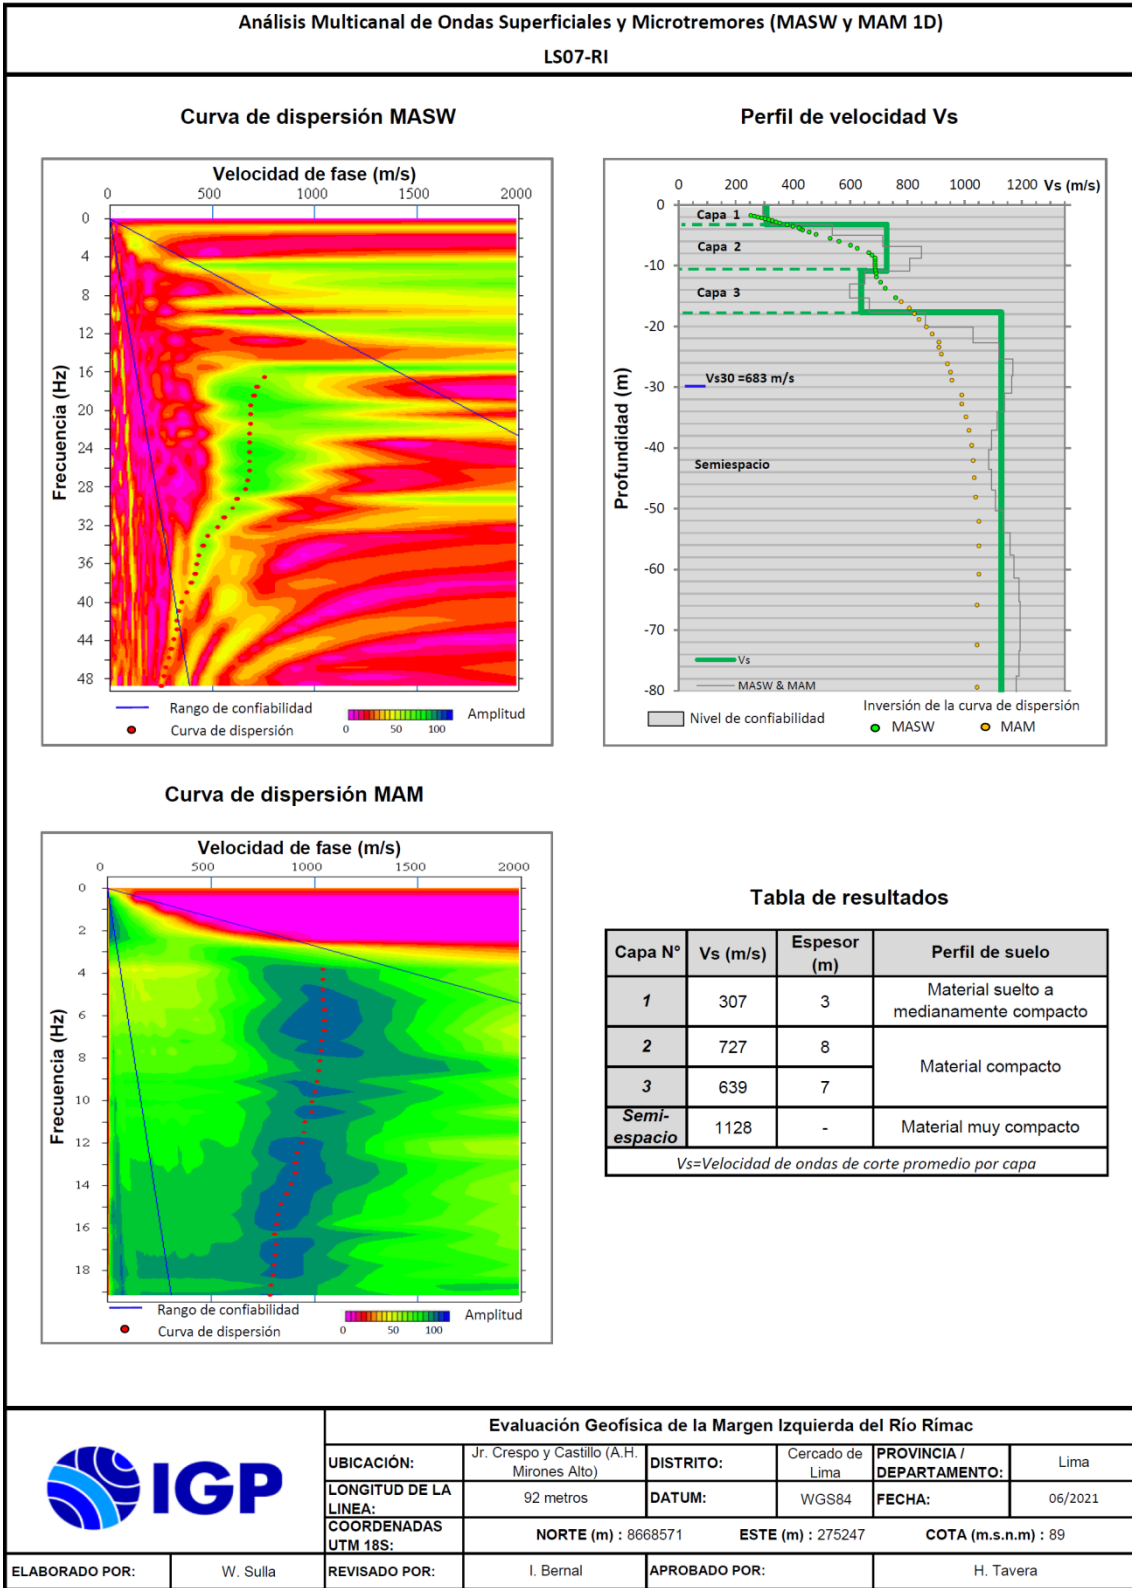 Análisis Multicanal de Ondas Superficiales y Microtremores (MASW y MAM 1D)
LS07-RI
Curva de dispersión MASW
Velocidad de fase (m/s)
0 500 1000 1500 2000
Frecuencia (Hz)
0
4
8
12
16
20
24
28
32
36
40
44
48
Rango de confiabilidad
Curva de dispersión
Amplitud
0 50 100
Perfil de velocidad Vs
0 200 400 600 800 1000 1200 Vs (m/s)
Profundidad (m)
0
-10
-20
-30
-40
-50
-60
-70
-80
Capa 1
Capa 2
Capa 3
Vs30 =683 m/s
Semiespacio
Vs
MASW & MAM
Nivel de confiabilidad
Inversión de la curva de dispersión
MASW MAM
Curva de dispersión MAM
Velocidad de fase (m/s)
0 500 1000 1500 2000
Frecuencia (Hz)
0
2
4
6
8
10
12
14
16
18
Rango de confiabilidad
Curva de dispersión
Amplitud
0 50 100
Tabla de resultados
Capa N° Vs (m/s) Espesor (m) Perfil de suelo
1 307 3 Material suelto a medianamente compacto
2 727 8 Material compacto
3 639 7
Semi-espacio 1128 - Material muy compacto
Vs=Velocidad de ondas de corte promedio por capa
IGP
Evaluación Geofísica de la Margen Izquierda del Río Rímac
UBICACIÓN: Jr. Crespo y Castillo (A.H. Mirones Alto) DISTRITO: Cercado de Lima PROVINCIA / DEPARTAMENTO: Lima
LONGITUD DE LA LINEA: 92 metros DATUM: WGS84 FECHA: 06/2021
COORDENADAS UTM 18S: NORTE (m) : 8668571 ESTE (m) : 275247 COTA (m.s.n.m) : 89
ELABORADO POR: W. Sulla REVISADO POR: I. Bernal APROBADO POR: H. Tavera